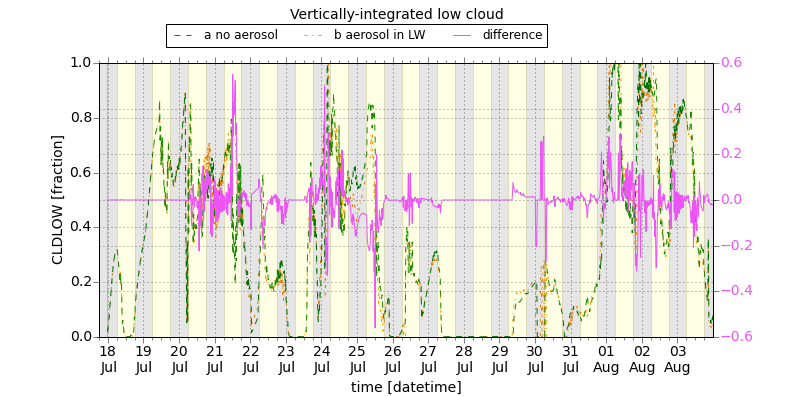 Vertically-integrated low cloud
a no aerosol b aerosol in LW difference
CLDLOW [fraction]
1.0
0.8
0.6
0.4
0.2
0.0
0.6
0.4
0.2
0.0
−0.2
−0.4
−0.6
18 19 20 21 22 23 24 25 26 27 28 29 30 31 01 02 03
Jul Jul Jul Jul Jul Jul Jul Jul Jul Jul Jul Jul Jul Jul Aug Aug Aug
time [datetime]